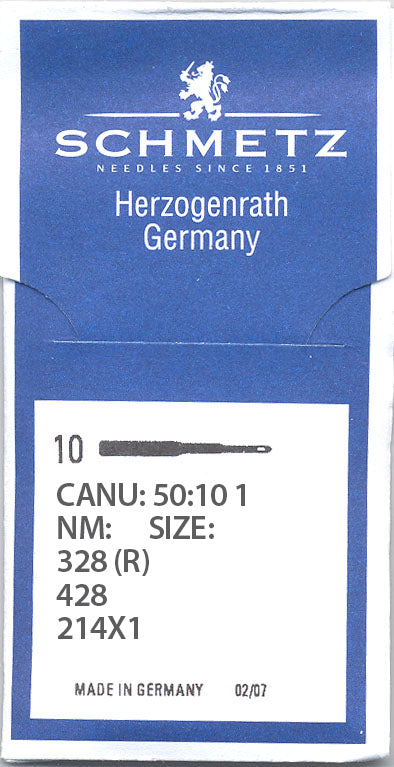 SCHMETZ
NEEDLES SINCE 1851
Herzogenrath
Germany
10
CANU: 50:10 1
NM: SIZE:
328 (R)
428
214X1
MADE IN GERMANY 02/07